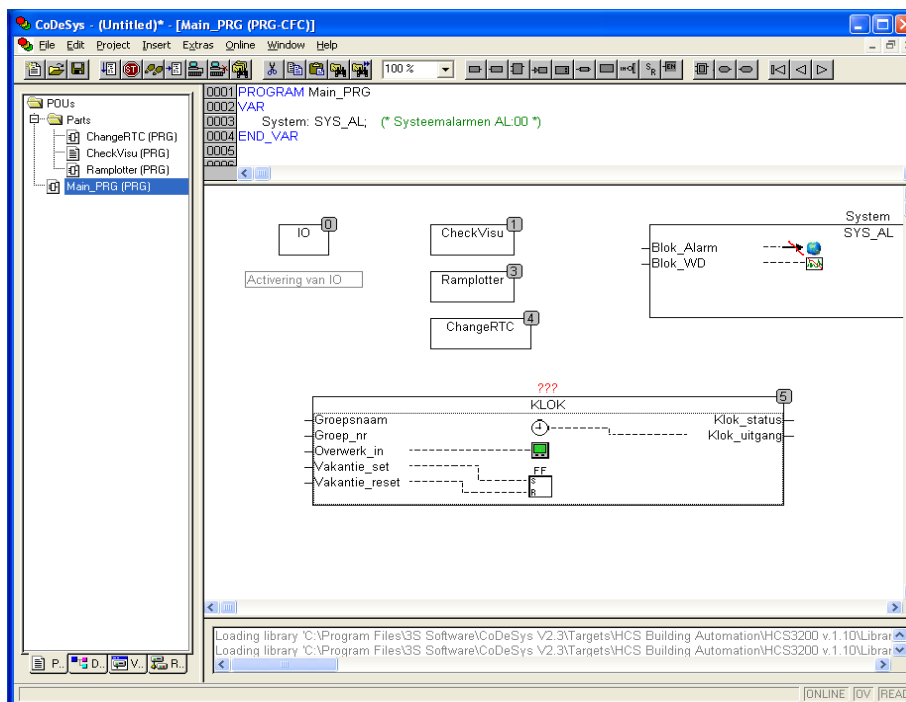 CoDeSys - (Untitled)* - [Main_PRG (PRG-CFC)]
File Edit Project Insert Extras Online Window Help
100 %
POUs
Parts
ChangeRTC (PRG)
CheckVisu (PRG)
Ramplotter (PRG)
Main_PRG (PRG)
0001 PROGRAM Main_PRG
0002 VAR
0003 System: SYS_AL; (* Systeemalarmen AL:00 *)
0004 END_VAR
0005
0006
IO 0
Activering van IO
CheckVisu 1
Ramplotter 3
ChangeRTC 4
System
SYS_AL
Blok_Alarm
Blok_WD
???
KLOK 5
Groepsnaam Klok_status
Groep_nr Klok_uitgang
Overwerk_in
Vakantie_set FF
S
Vakantie_reset R
Loading library 'C:\Program Files\3S Software\CoDeSys V2.3\Targets\HCS Building Automation\HCS3200 v.1.10\Librar
Loading library 'C:\Program Files\3S Software\CoDeSys V2.3\Targets\HCS Building Automation\HCS3200 v.1.10\Librar
P.. D.. V.. R..
ONLINE OV READ